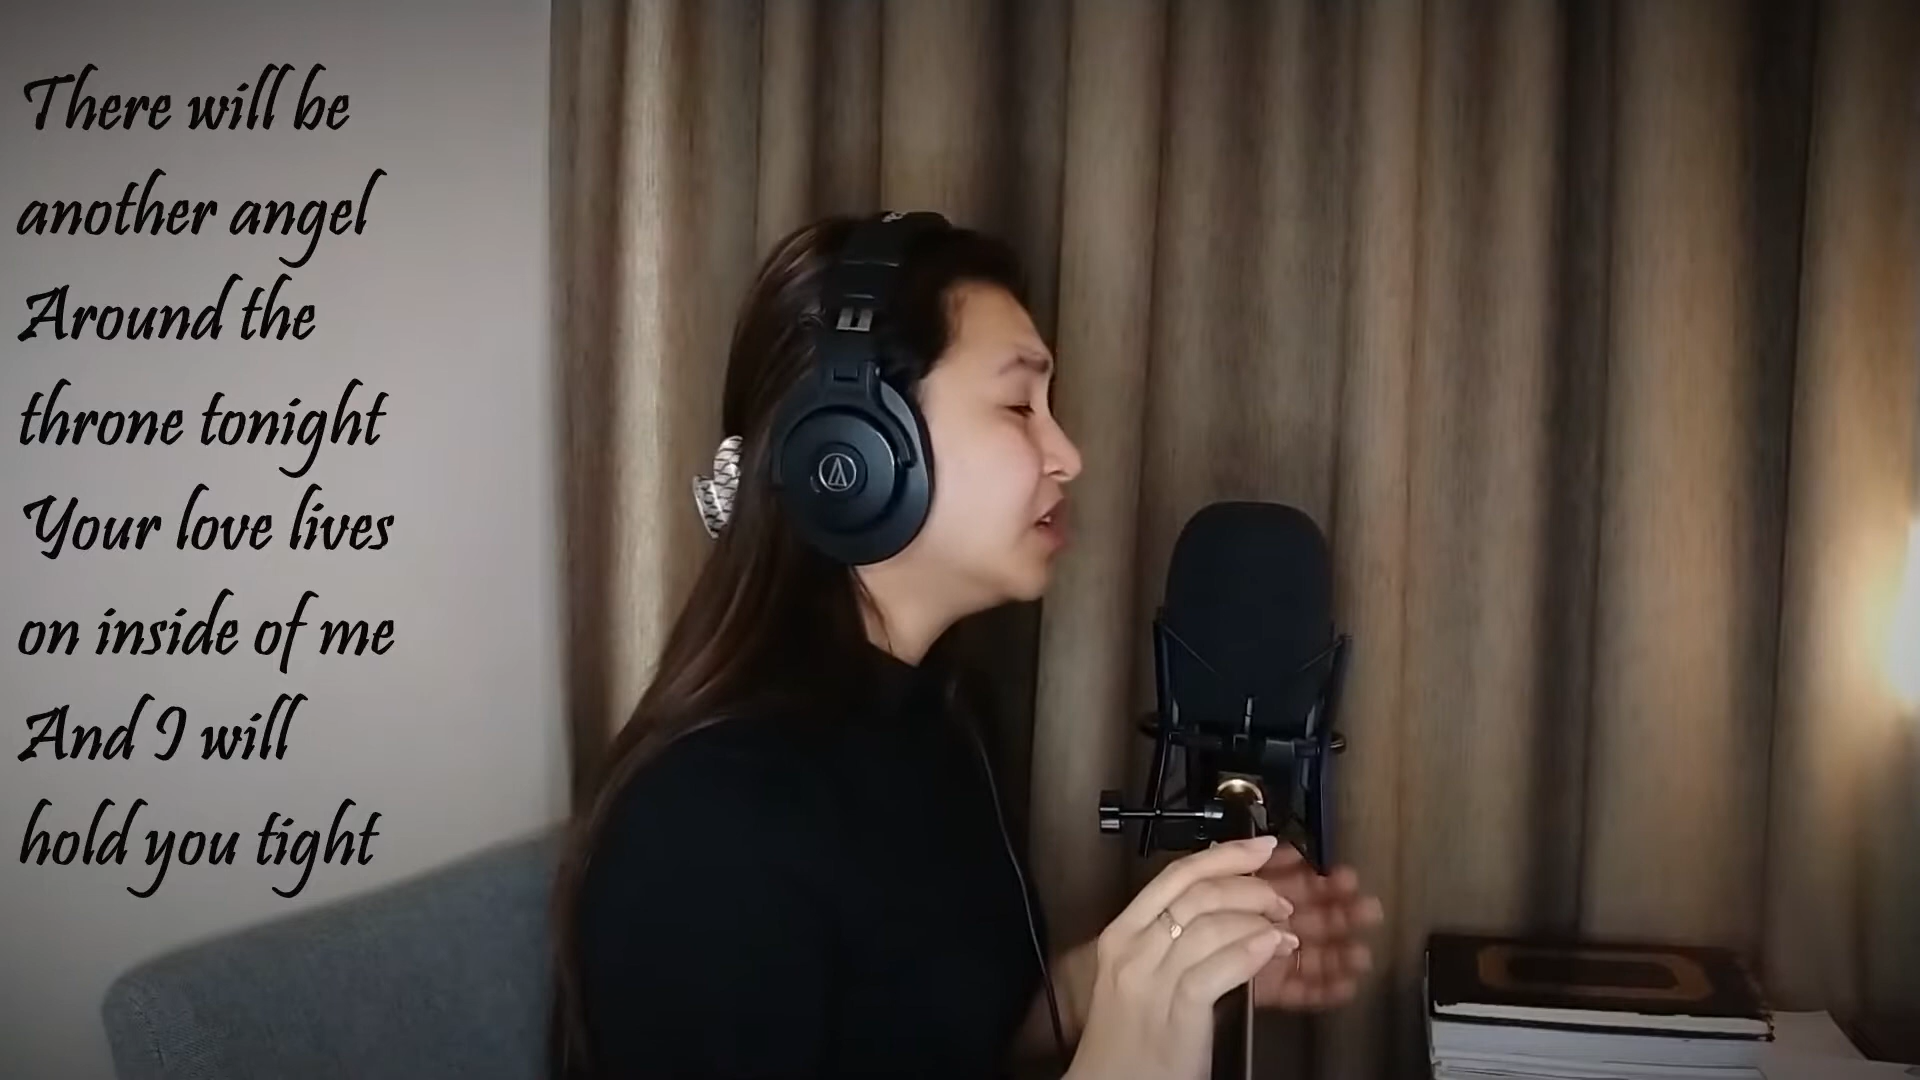 There will be
another angel
Around the
throne tonight
Your love lives
on inside of me
And I will
hold you tight